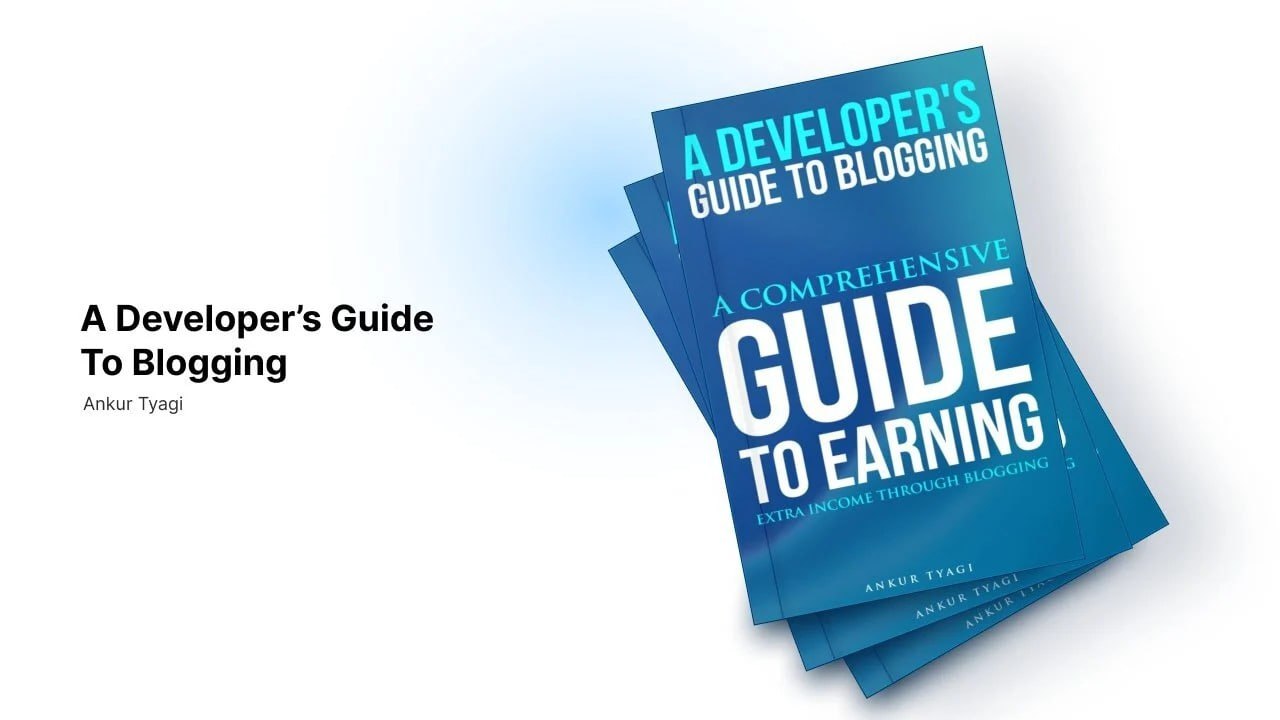 A Developer’s Guide
To Blogging
Ankur Tyagi
A DEVELOPER'S
GUIDE TO BLOGGING
A COMPREHENSIVE
GUIDE
TO EARNING
EXTRA INCOME THROUGH BLOGGING
ANKUR TYAGI
ANKUR TYAGI
ANKUR